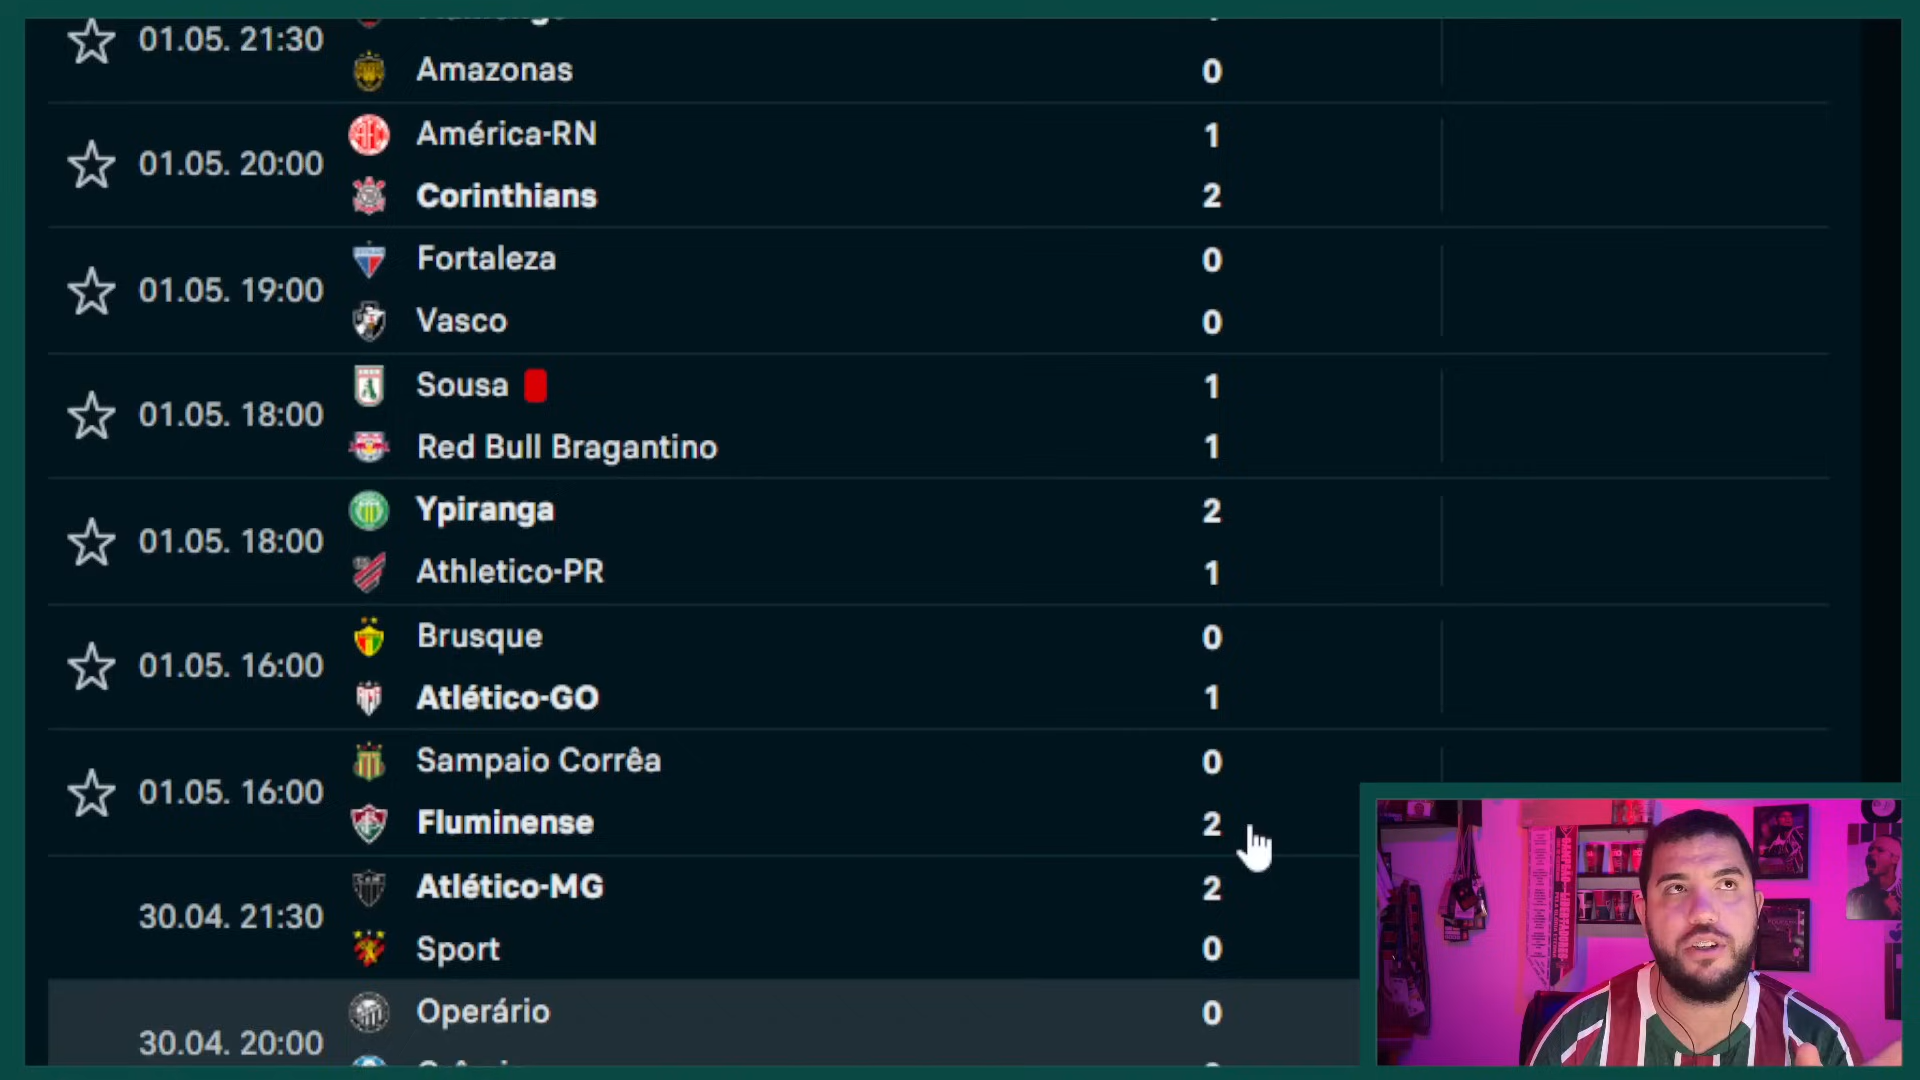 01.05. 21:30
Amazonas 0
01.05. 20:00
América-RN 1
Corinthians 2
01.05. 19:00
Fortaleza 0
Vasco 0
01.05. 18:00
Sousa 1
Red Bull Bragantino 1
01.05. 18:00
Ypiranga 2
Athletico-PR 1
01.05. 16:00
Brusque 0
Atlético-GO 1
01.05. 16:00
Sampaio Corrêa 0
Fluminense 2
30.04. 21:30
Atlético-MG 2
Sport 0
30.04. 20:00
Operário 0